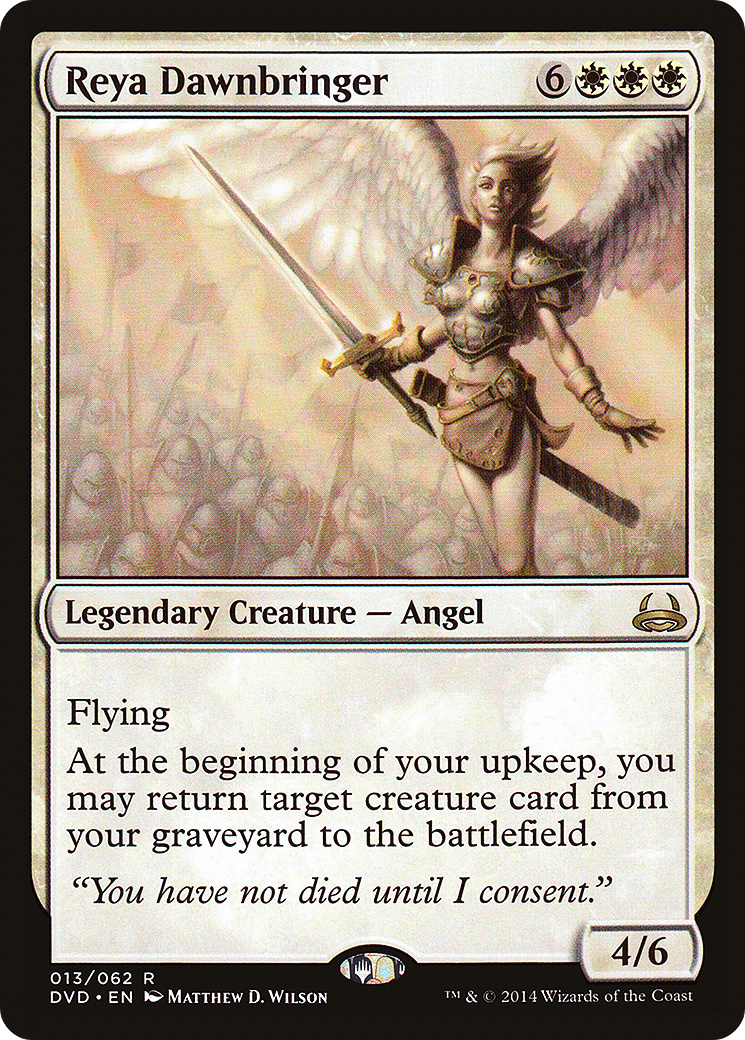 Reya Dawnbringer 6
Legendary Creature — Angel
Flying
At the beginning of your upkeep, you
may return target creature card from
your graveyard to the battlefield.
“You have not died until I consent.”
4/6
013/062 R
DVD • EN Matthew D. Wilson
™ & © 2014 Wizards of the Coast